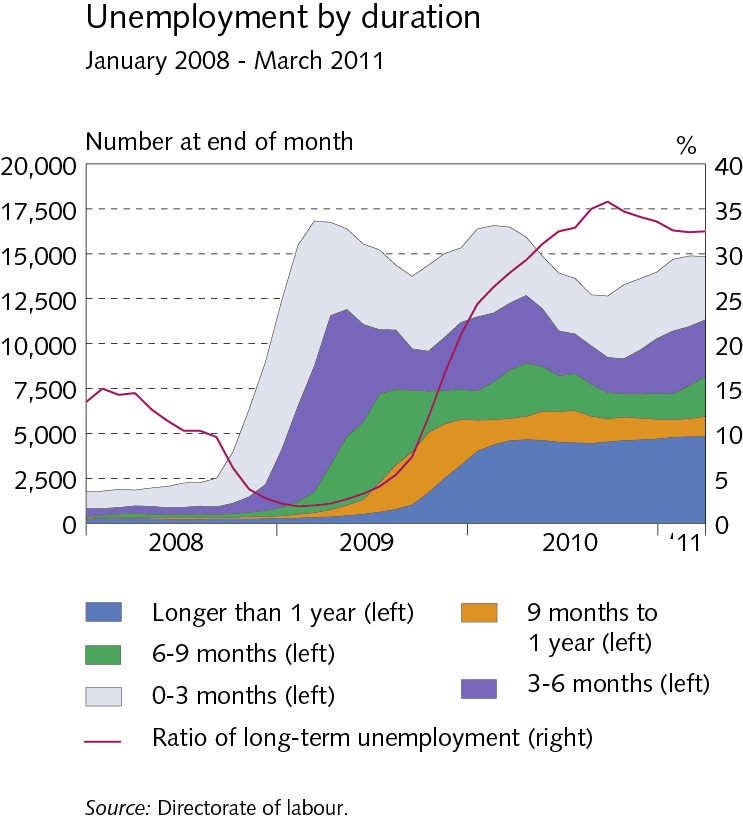 Unemployment by duration
January 2008 - March 2011
Number at end of month %
20,000 40
17,500 35
15,000 30
12,500 25
10,000 20
7,500 15
5,000 10
2,500 5
0 0
2008 2009 2010 ‘11
Longer than 1 year (left)
6-9 months (left)
0-3 months (left)
9 months to
1 year (left)
3-6 months (left)
Ratio of long-term unemployment (right)
Source: Directorate of labour.